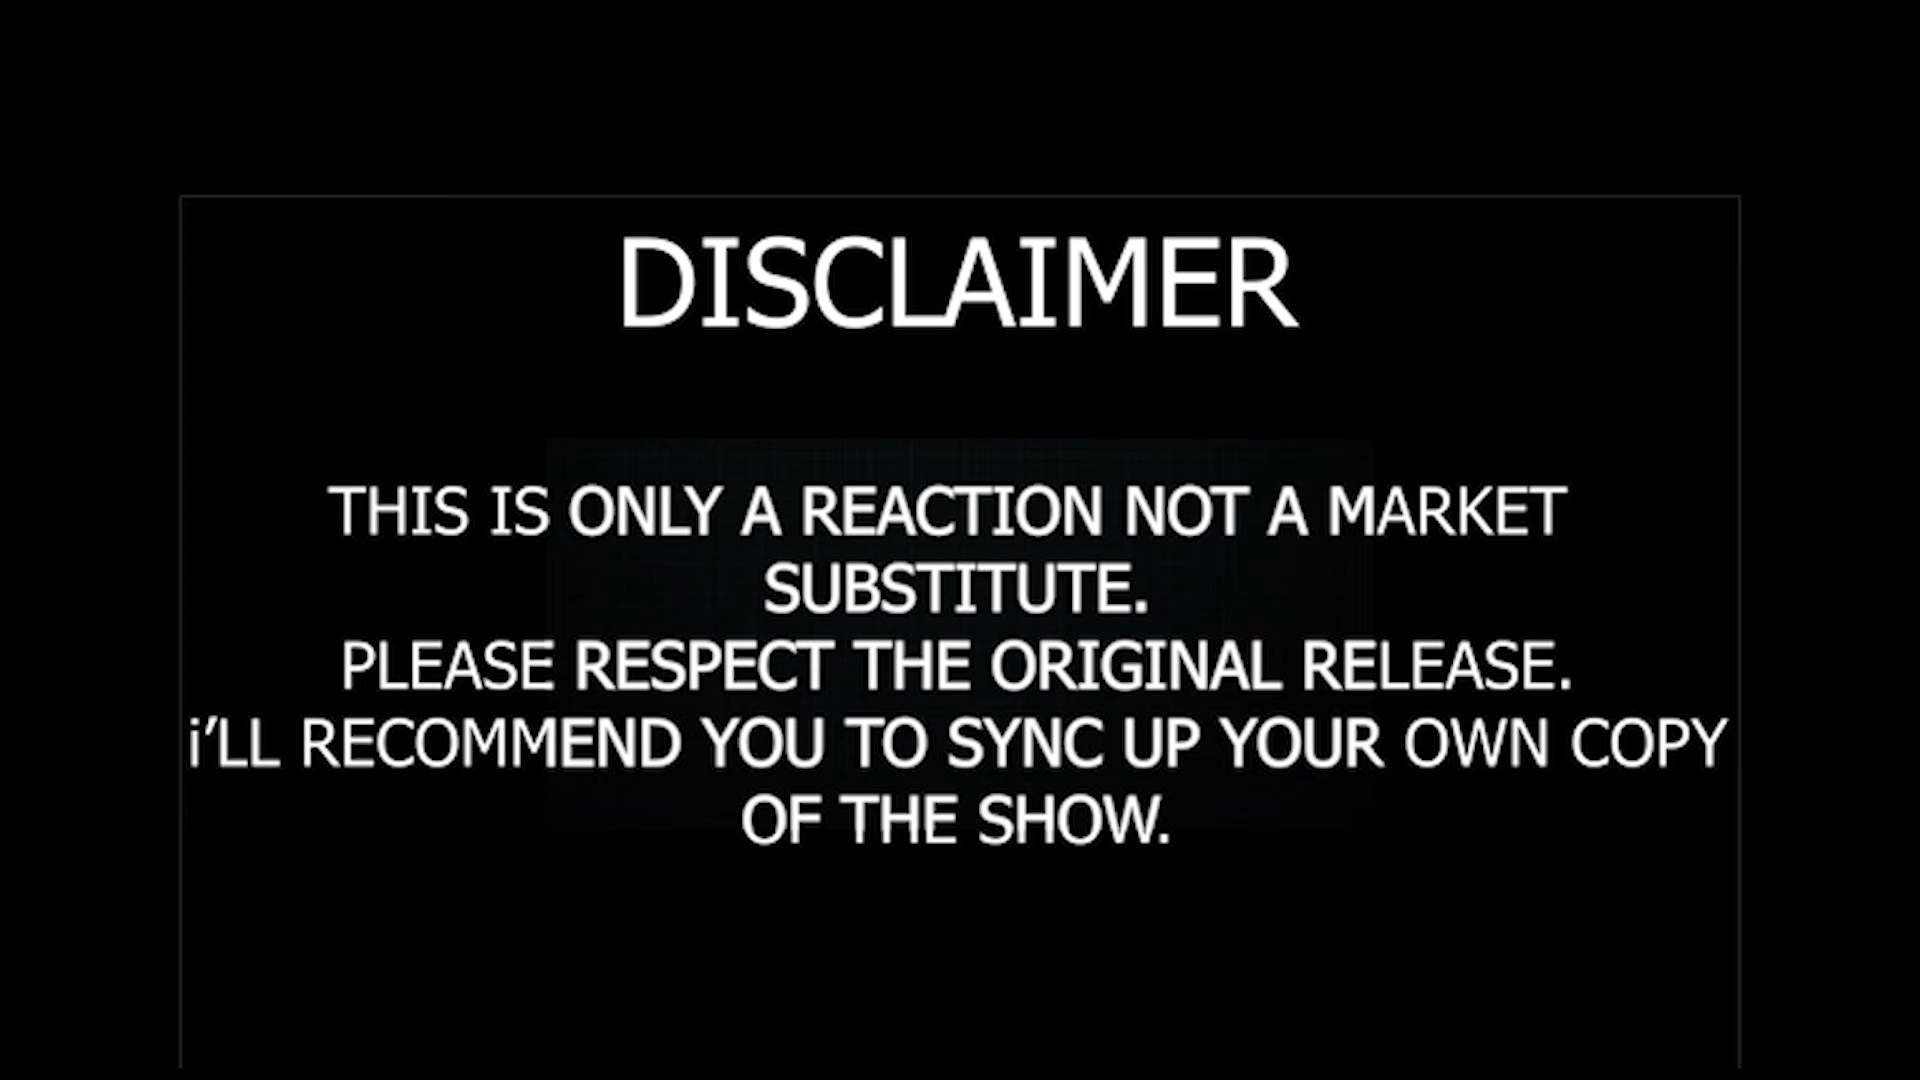 DISCLAIMER
THIS IS ONLY A REACTION NOT A MARKET
SUBSTITUTE.
PLEASE RESPECT THE ORIGINAL RELEASE.
i'LL RECOMMEND YOU TO SYNC UP YOUR OWN COPY
OF THE SHOW.